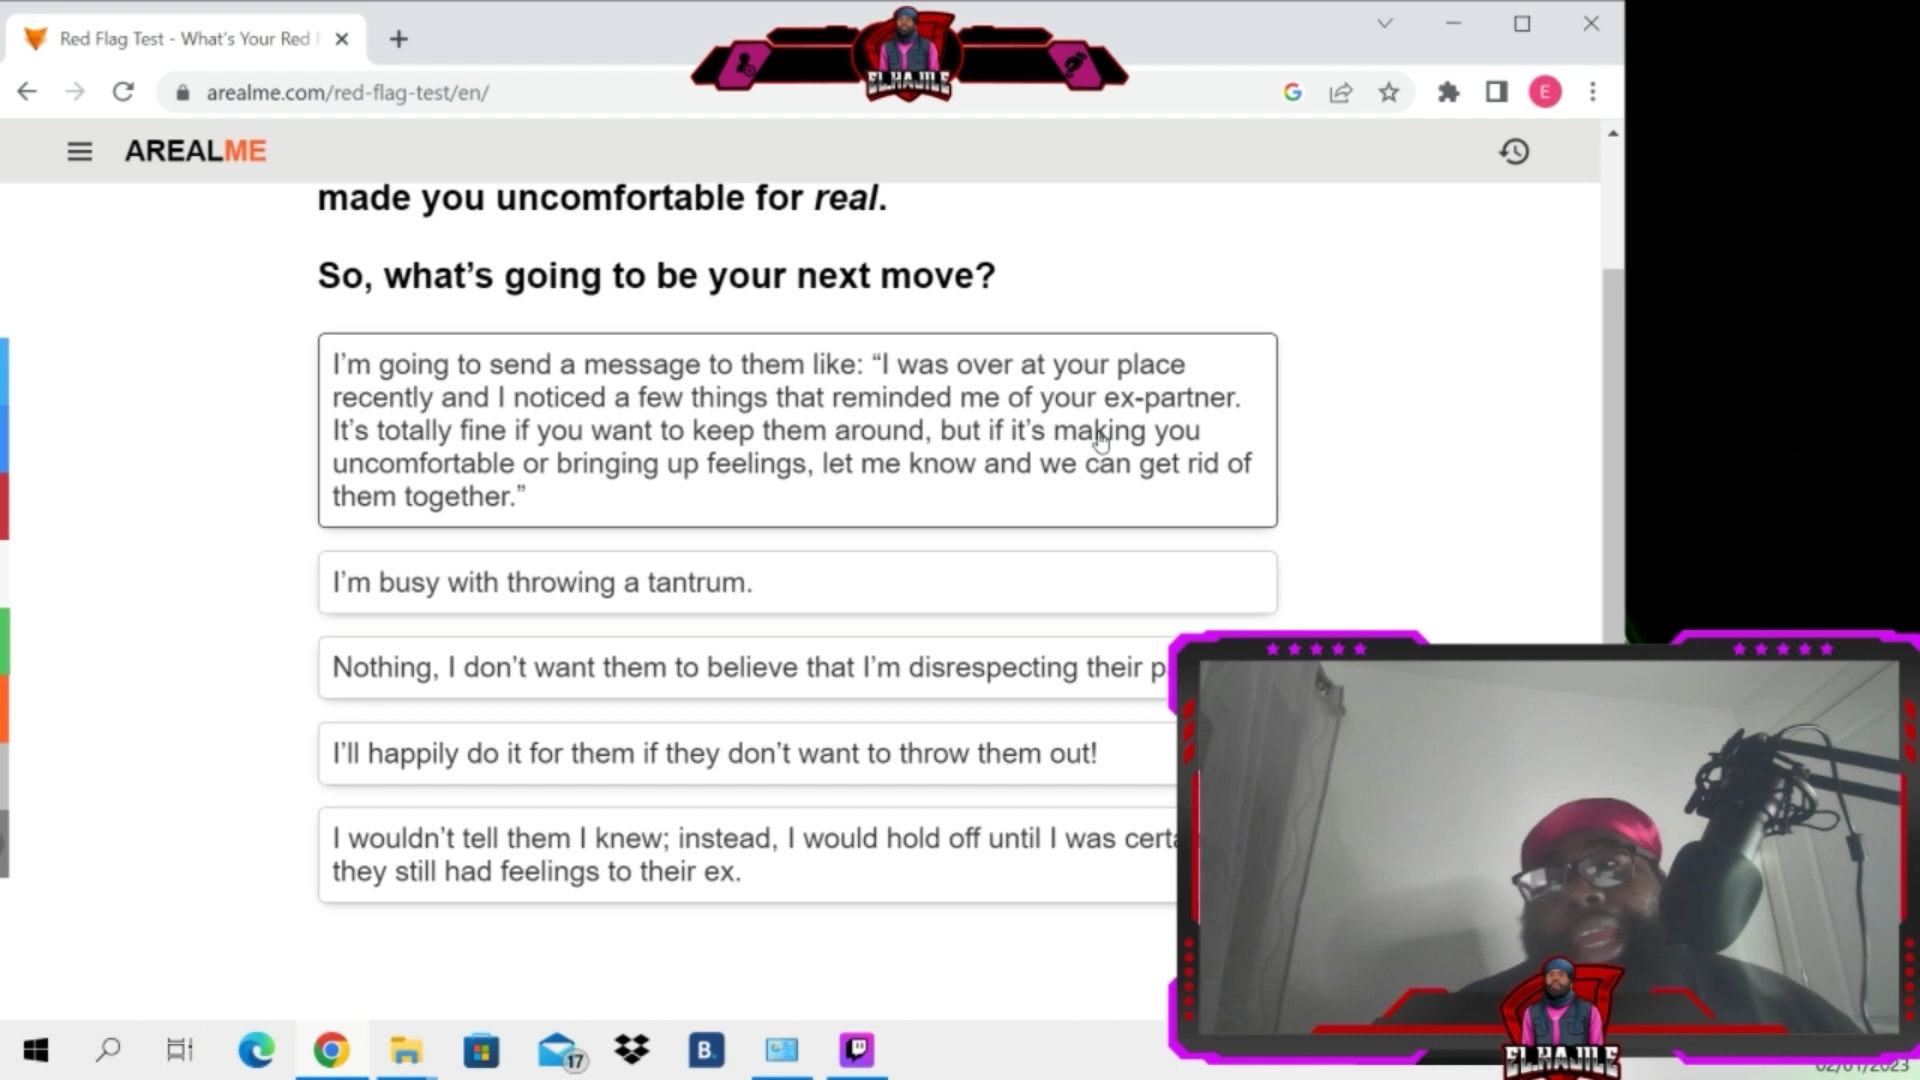 Red Flag Test - What's Your Red
arealme.com/red-flag-test/en/
E
ELHAJILE
AREALME
made you uncomfortable for real.
So, what's going to be your next move?
I'm going to send a message to them like: “I was over at your place
recently and I noticed a few things that reminded me of your ex-partner.
It's totally fine if you want to keep them around, but if it's making you
uncomfortable or bringing up feelings, let me know and we can get rid of
them together.”
I'm busy with throwing a tantrum.
Nothing, I don't want them to believe that I'm disrespecting their
I'll happily do it for them if they don't want to throw them out!
I wouldn't tell them I knew; instead, I would hold off until I was
they still had feelings to their ex.
17
B.
ELHAJILE
02/01/2023